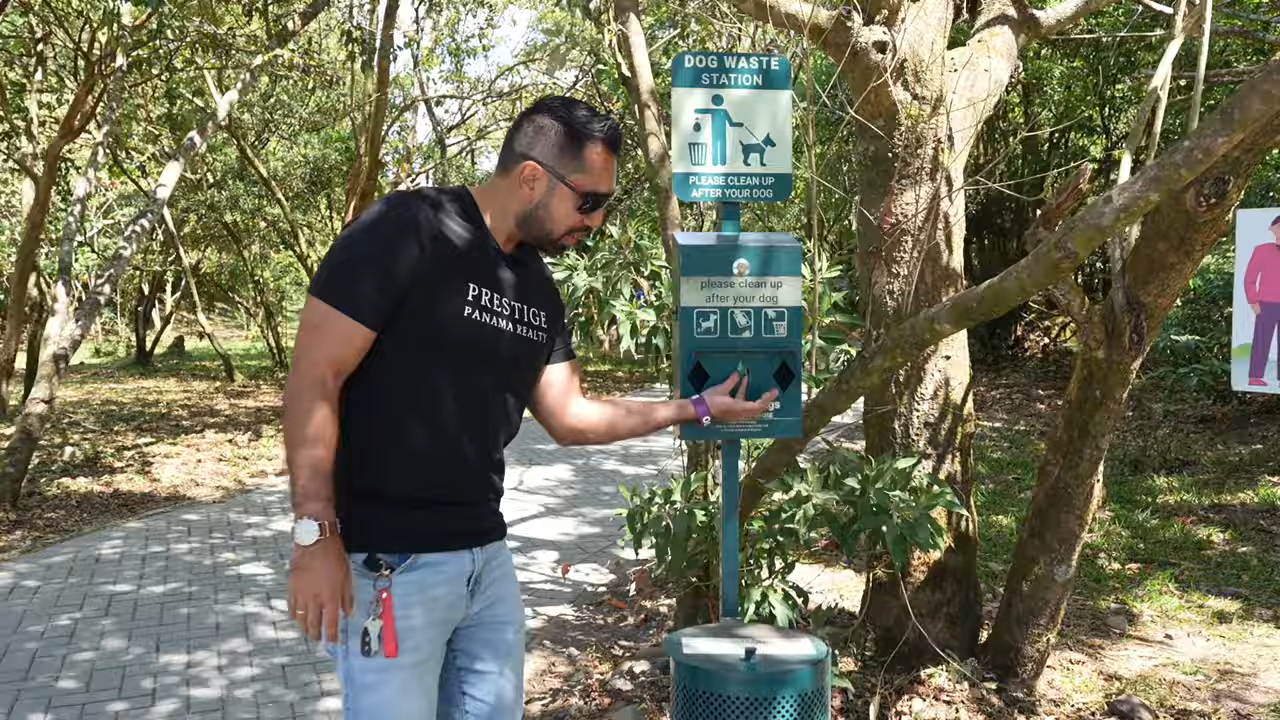 DOG WASTE
STATION
PLEASE CLEAN UP
AFTER YOUR DOG
please clean up
after your dog
PRESTIGE
PANAMA REALTY